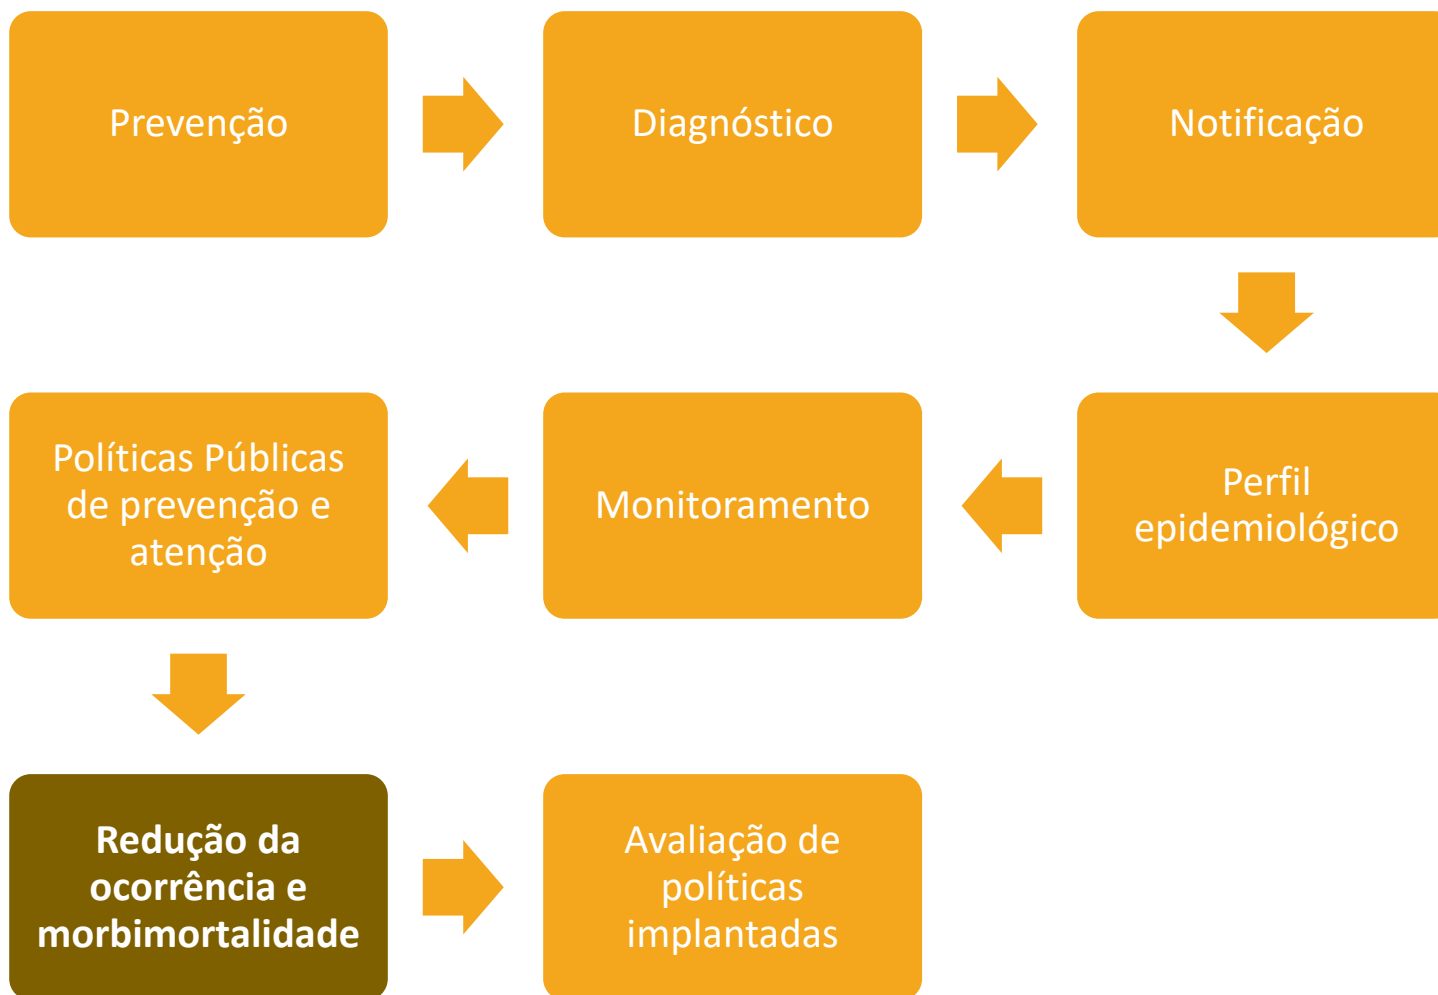 Prevenção
Diagnóstico
Notificação
Perfil
epidemiológico
Monitoramento
Políticas Públicas
de prevenção e
atenção
Redução da
ocorrência e
morbimortalidade
Avaliação de
políticas
implantadas